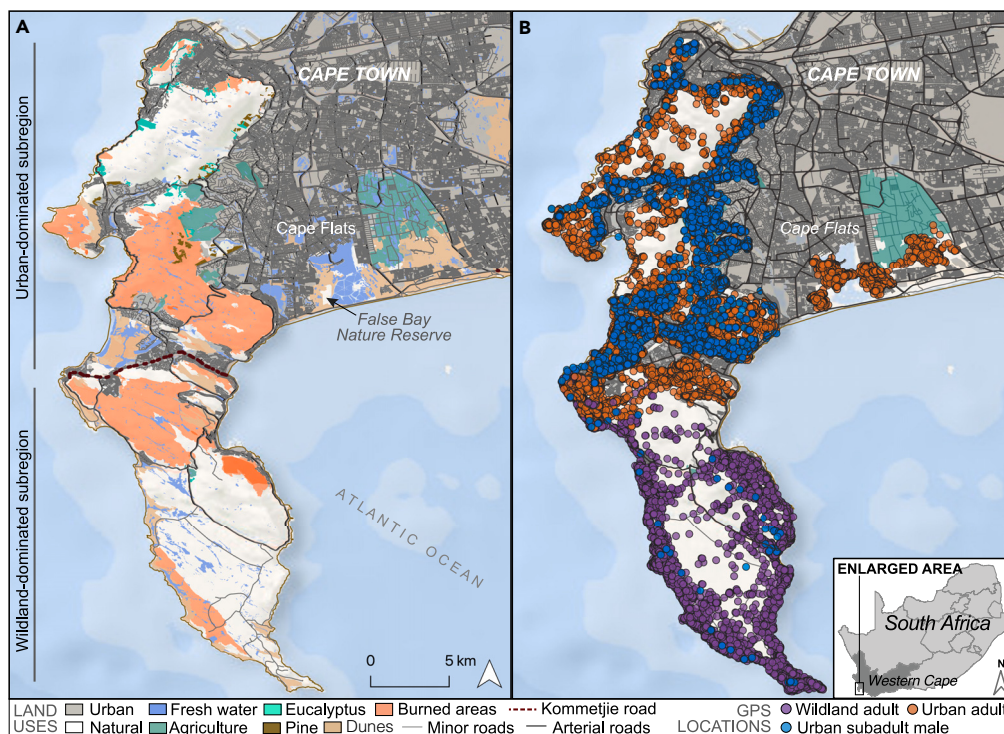 A
CAPE TOWN
Cape Flats
False Bay
Nature Reserve
Urban-dominated subregion
Wildland-dominated subregion
ATLANTIC OCEAN
0 5 km
B
CAPE TOWN
Cape Flats
ENLARGED AREA
South Africa
Western Cape
N
LAND USES
Urban Fresh water Eucalyptus Burned areas Kommetjie road
Natural Agriculture Pine Dunes Minor roads Arterial roads
GPS LOCATIONS
Wildland adult Urban adult
Urban subadult male